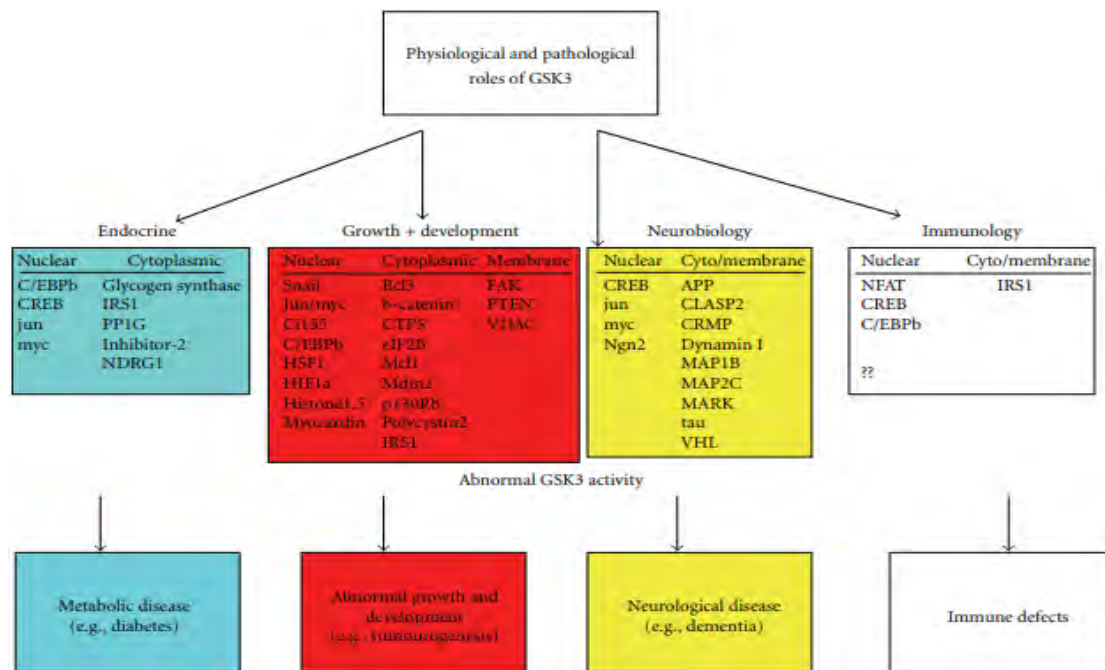 Physiological and pathological
roles of GSK3
Endocrine
Nuclear Cytoplasmic
C/EBPb Glycogen synthase
CREB IRS1
jun PP1G
myc Inhibitor-2
NDRG1
Growth + development
Nuclear Cytoplasmic Membrane
Snail Bcl3 FAK
Jun/myc b-catenin PTEN
Ci155 CTPS VDAC
C/EBPb eIF2B
HSF1 Mcl1
HIF1a Mdm2
Histone1.5 p130Rb
Myocardin Polycystin2
IRS1
Neurobiology
Nuclear Cyto/membrane
CREB APP
jun CLASP2
myc CRMP
Ngn2 Dynamin I
MAP1B
MAP2C
MARK
tau
VHL
Immunology
Nuclear Cyto/membrane
NFAT IRS1
CREB
C/EBPb
??
Abnormal GSK3 activity
Metabolic disease
(e.g., diabetes)
Abnormal growth and
development
(e.g., tumourogenesis)
Neurological disease
(e.g., dementia)
Immune defects